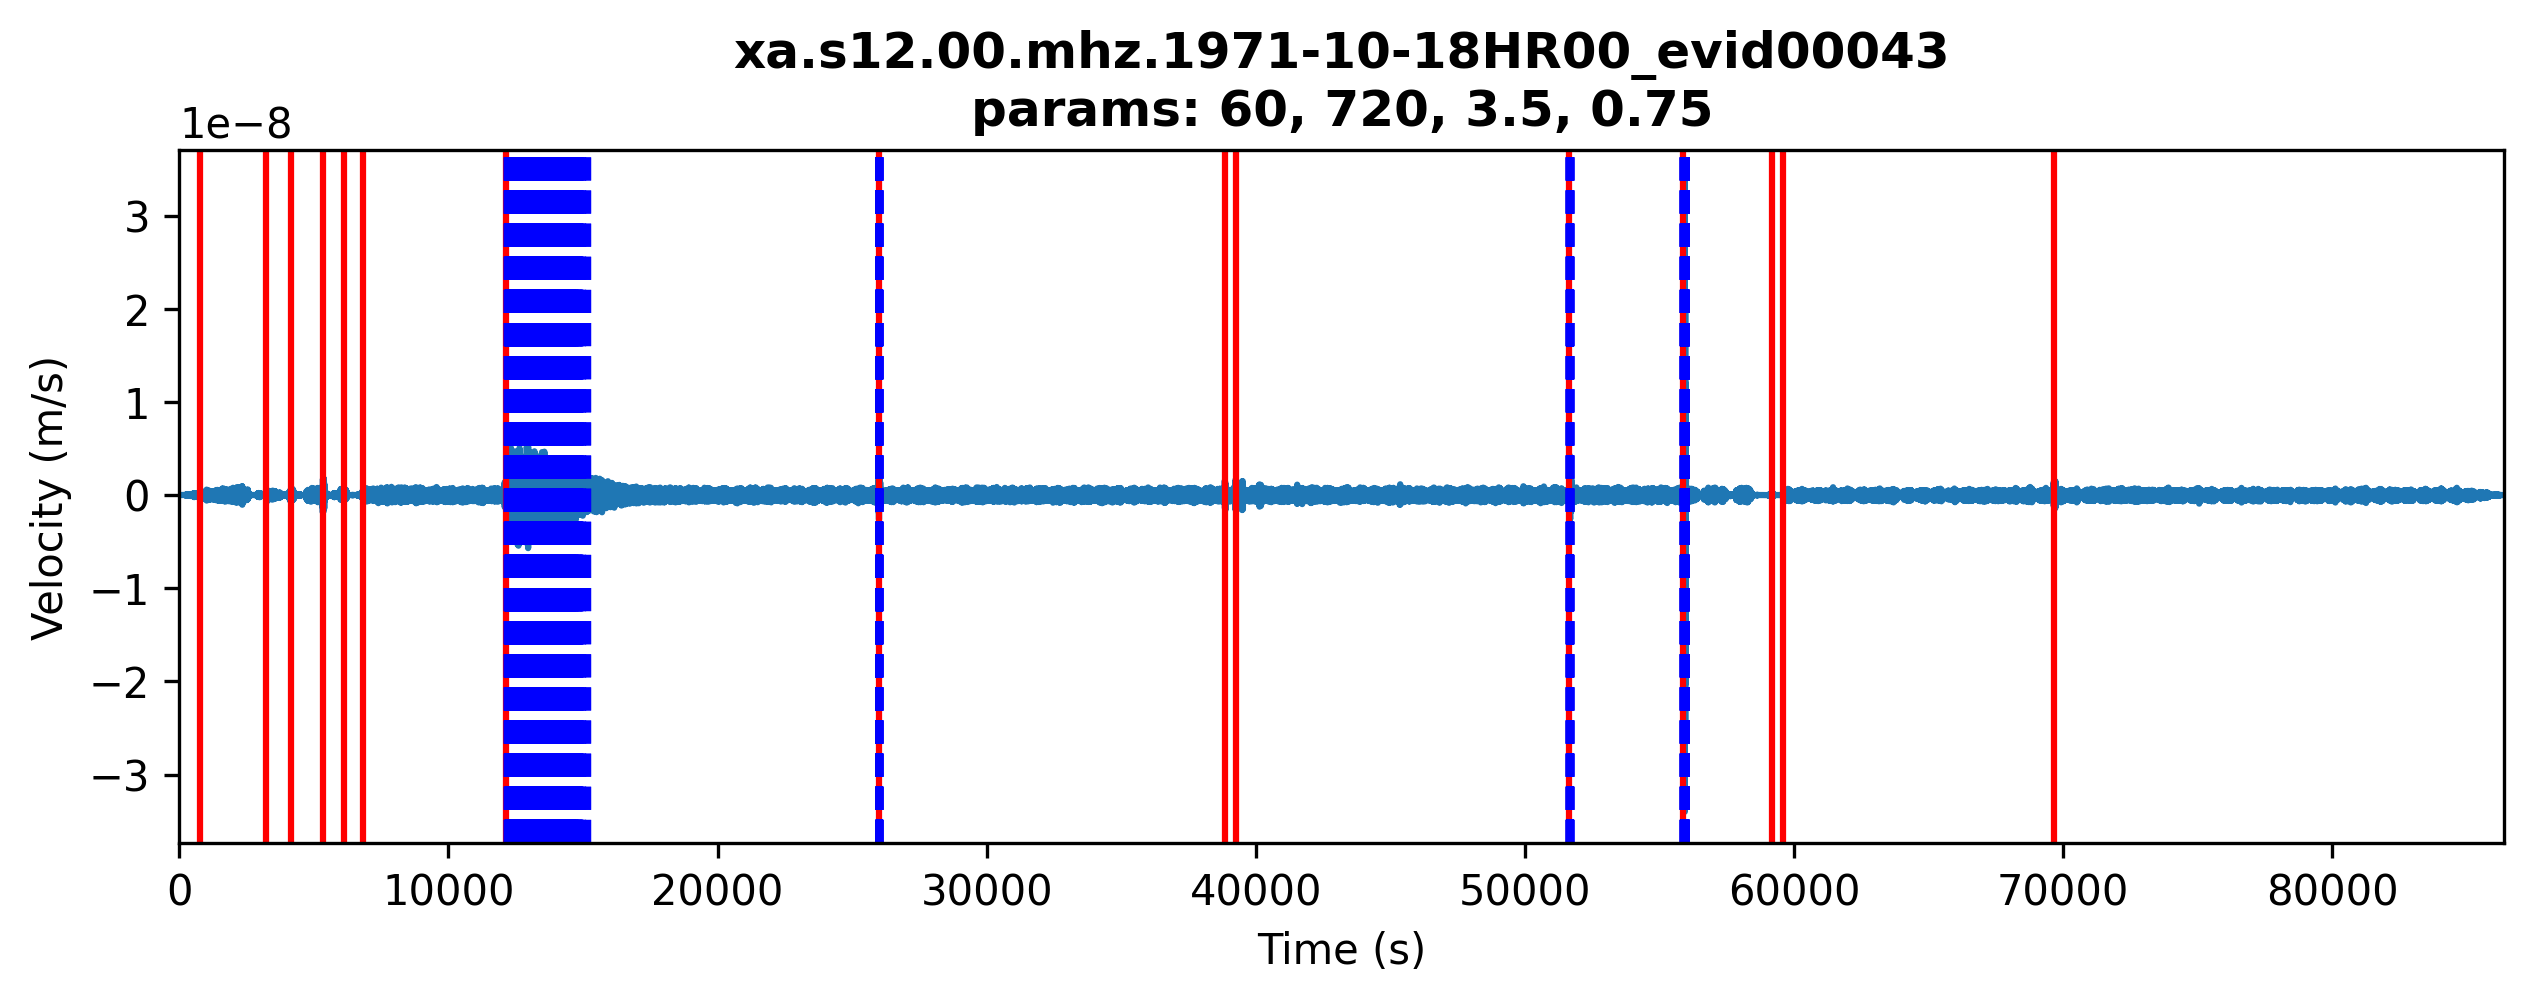 xa.s12.00.mhz.1971-10-18HR00_evid00043
params: 60, 720, 3.5, 0.75
1e−8
3
2
1
0
−1
−2
−3
Velocity (m/s)
0 10000 20000 30000 40000 50000 60000 70000 80000
Time (s)